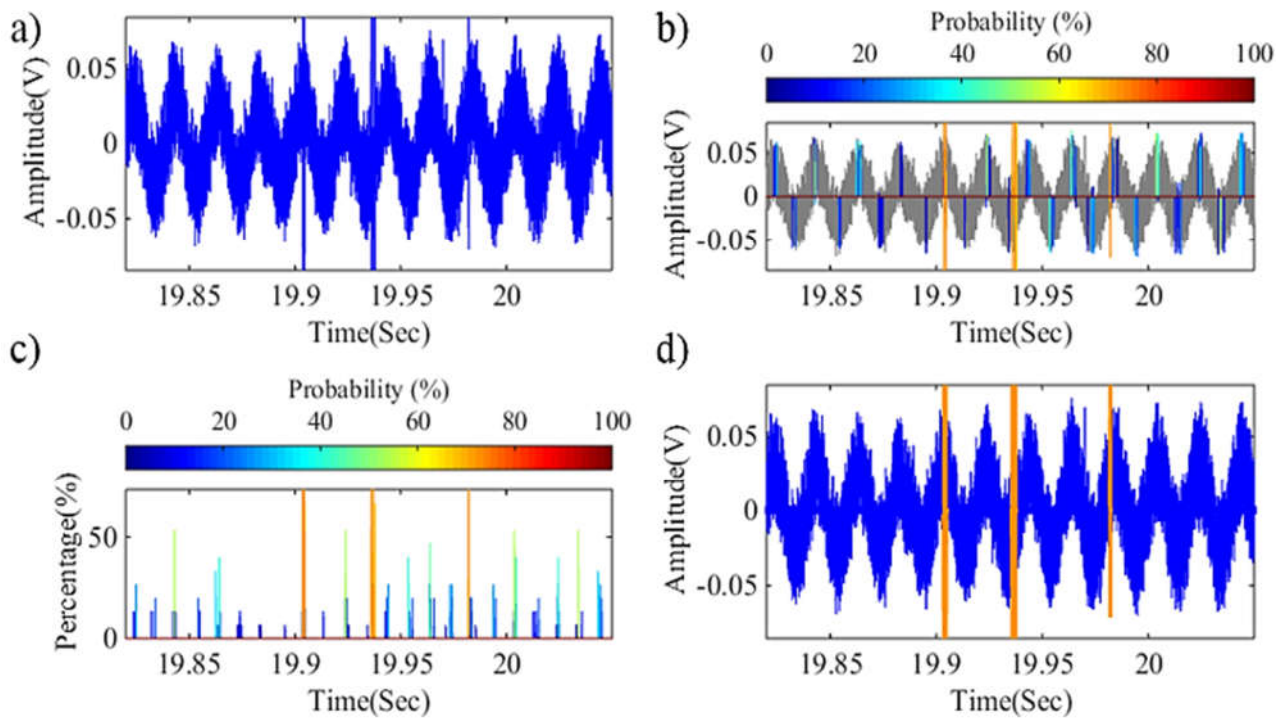 a)
Amplitude(V)
0.05
0
-0.05
19.85 19.9 19.95 20
Time(Sec)
b)
Probability (%)
0 20 40 60 80 100
Amplitude(V)
0.05
0
-0.05
19.85 19.9 19.95 20
Time(Sec)
c)
Probability (%)
0 20 40 60 80 100
Percentage(%)
50
0
19.85 19.9 19.95 20
Time(Sec)
d)
Amplitude(V)
0.05
0
-0.05
19.85 19.9 19.95 20
Time(Sec)